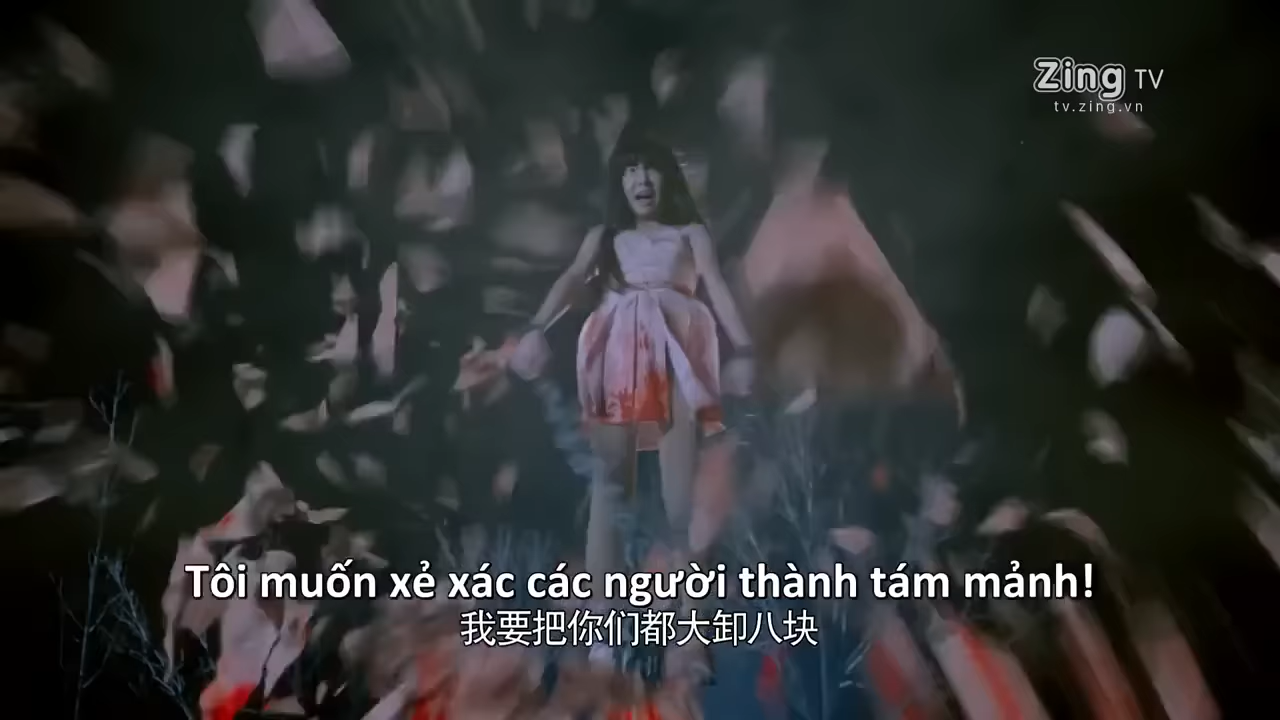 Zing TV
tv.zing.vn
Tôi muốn xẻ xác các người thành tám mảnh!
我要把你们都大卸八块